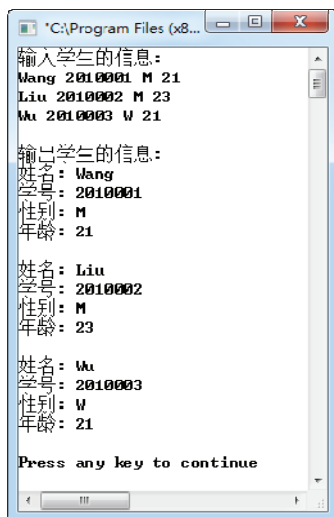 "C:\Program Files (x8...
输入学生的信息:
Wang 2010001 M 21
Liu 2010002 M 23
Wu 2010003 W 21
输出学生的信息:
姓名: Wang
学号: 2010001
性别: M
年龄: 21
姓名: Liu
学号: 2010002
性别: M
年龄: 23
姓名: Wu
学号: 2010003
性别: W
年龄: 21
Press any key to continue